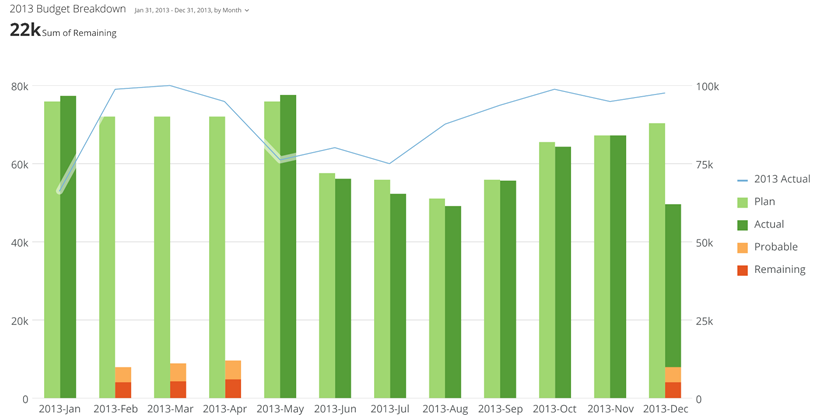 2013 Budget Breakdown Jan 31, 2013 - Dec 31, 2013, by Month
22k Sum of Remaining
80k 100k
60k 75k
40k 50k
20k 25k
0 0
2013 Actual
Plan
Actual
Probable
Remaining
2013-Jan 2013-Feb 2013-Mar 2013-Apr 2013-May 2013-Jun 2013-Jul 2013-Aug 2013-Sep 2013-Oct 2013-Nov 2013-Dec